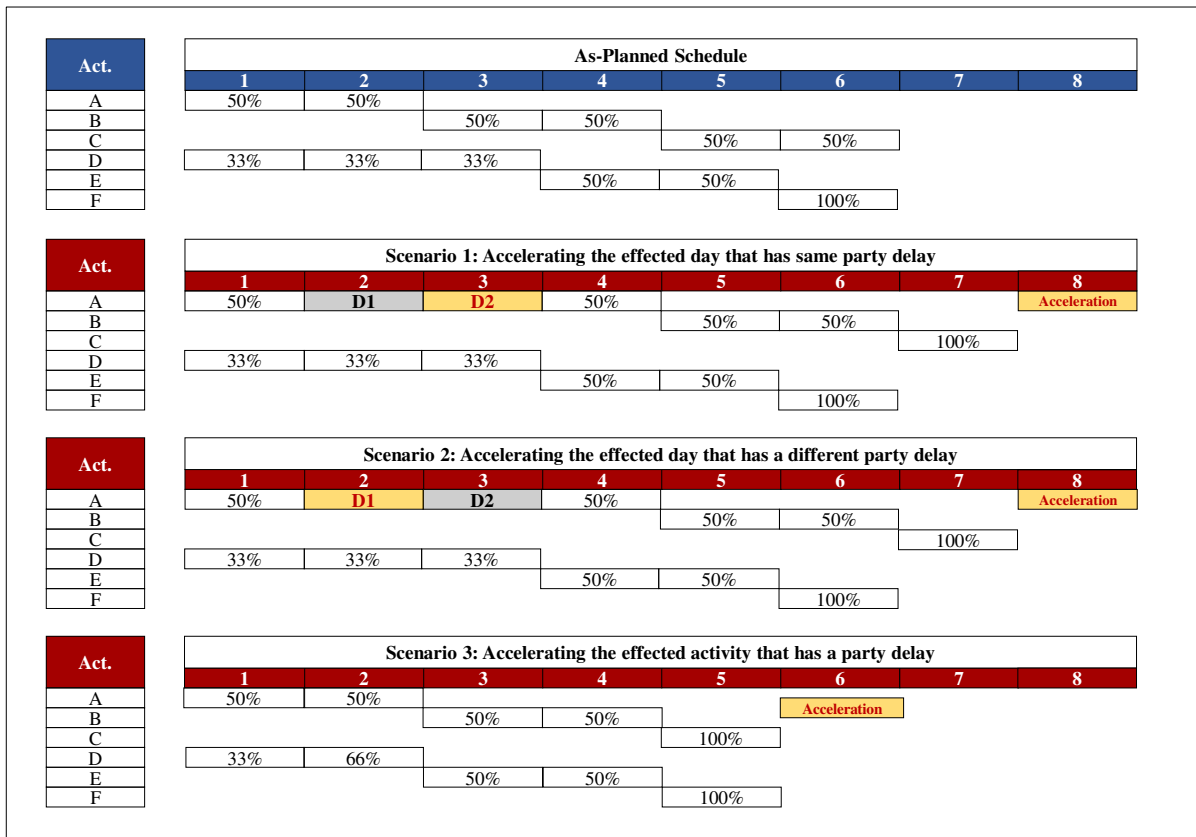 As-Planned Schedule
Act.
1 2 3 4 5 6 7 8
A 50% 50%
B 50% 50%
C 50% 50%
D 33% 33% 33%
E 50% 50%
F 100%
Scenario 1: Accelerating the effected day that has same party delay
Act.
1 2 3 4 5 6 7 8
A 50% D1 D2 50% Acceleration
B 50% 50%
C 100%
D 33% 33% 33%
E 50% 50%
F 100%
Scenario 2: Accelerating the effected day that has a different party delay
Act.
1 2 3 4 5 6 7 8
A 50% D1 D2 50% Acceleration
B 50% 50%
C 100%
D 33% 33% 33%
E 50% 50%
F 100%
Scenario 3: Accelerating the effected activity that has a party delay
Act.
1 2 3 4 5 6 7 8
A 50% 50% Acceleration
B 50% 50%
C 100%
D 33% 66%
E 50% 50%
F 100%